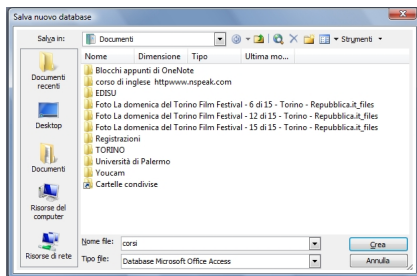 Salva nuovo database
Salva in: Documenti Strumenti
Nome Dimensione Tipo Ultima mo...
Blocchi appunti di OneNote
corso di inglese httpwww.nspeak.com
EDISU
Foto La domenica del Torino Film Festival - 6 di 15 - Torino - Repubblica.it_files
Foto La domenica del Torino Film Festival - 12 di 15 - Torino - Repubblica.it_files
Foto La domenica del Torino Film Festival - 15 di 15 - Torino - Repubblica.it_files
Registrazioni
TORINO
Università di Palermo
Youcam
Cartelle condivise
Documenti
recenti
Desktop
Documenti
Risorse del
computer
Risorse di rete
Nome file: corsi Crea
Tipo file: Database Microsoft Office Access Annulla